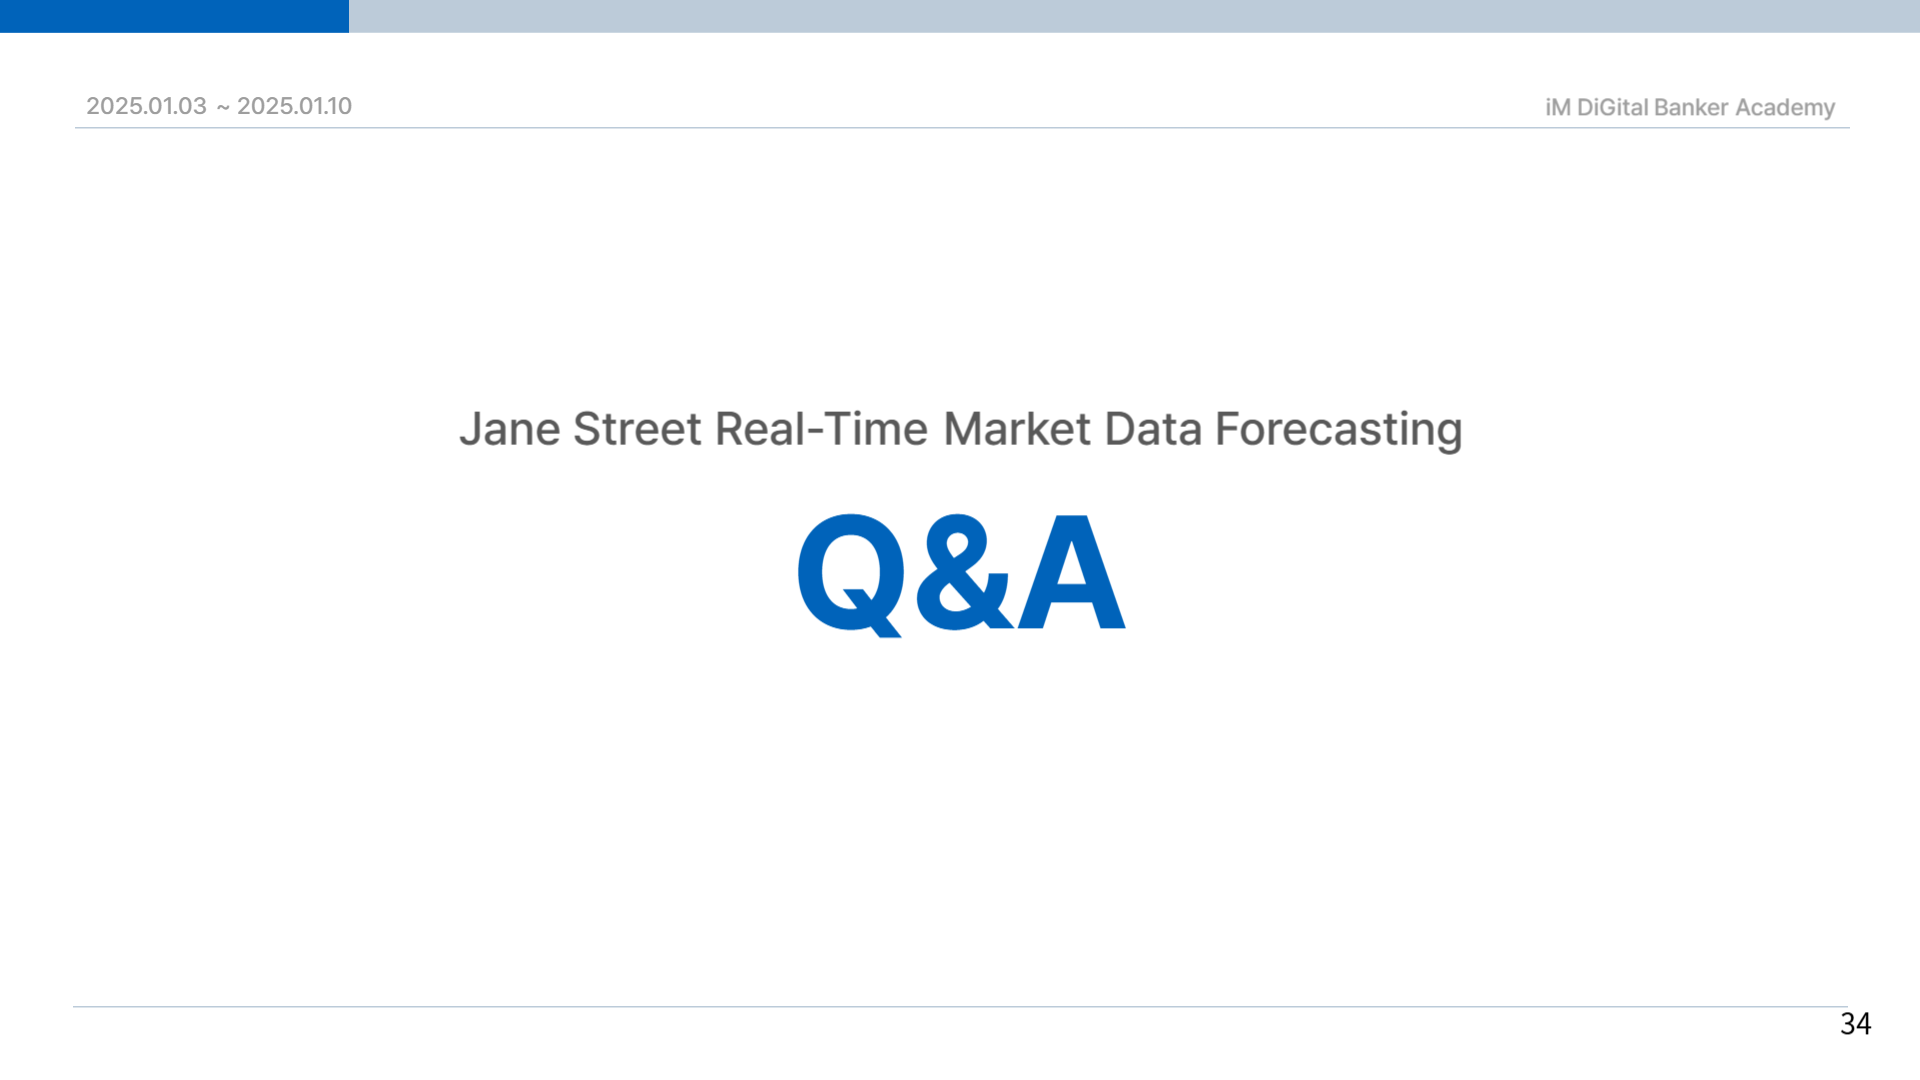 2025.01.03 ~ 2025.01.10
iM DiGital Banker Academy
Jane Street Real-Time Market Data Forecasting
Q&A
34